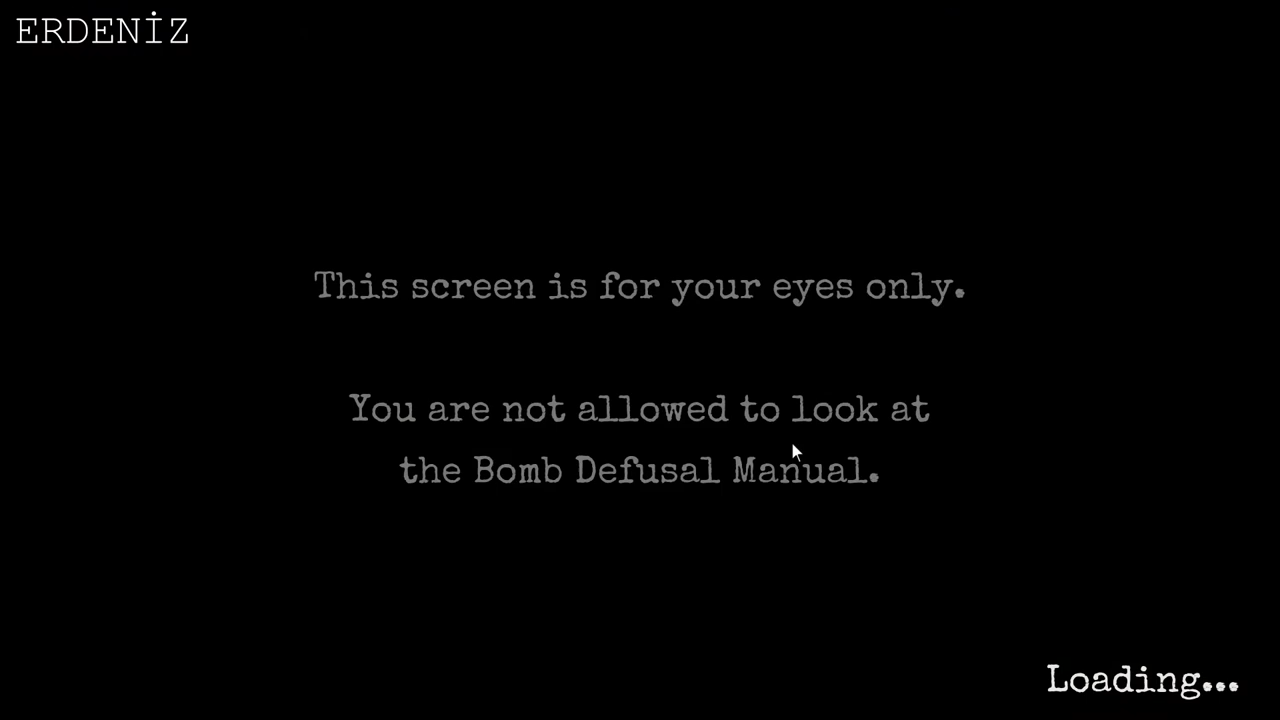 ERDENİZ
This screen is for your eyes only.
You are not allowed to look at
the Bomb Defusal Manual.
Loading...